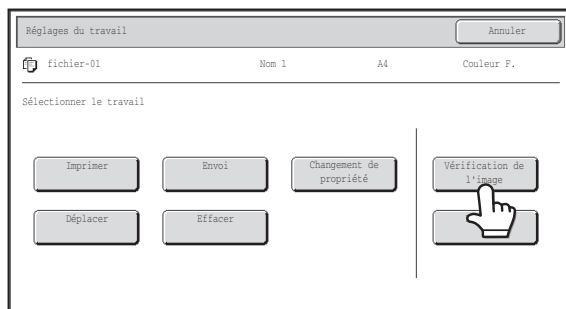 Réglages du travail
Annuler
fichier-01 Nom 1 A4 Couleur F.
Sélectionner le travail
Imprimer Envoi Changement de propriété Vérification de l'image
Déplacer Effacer